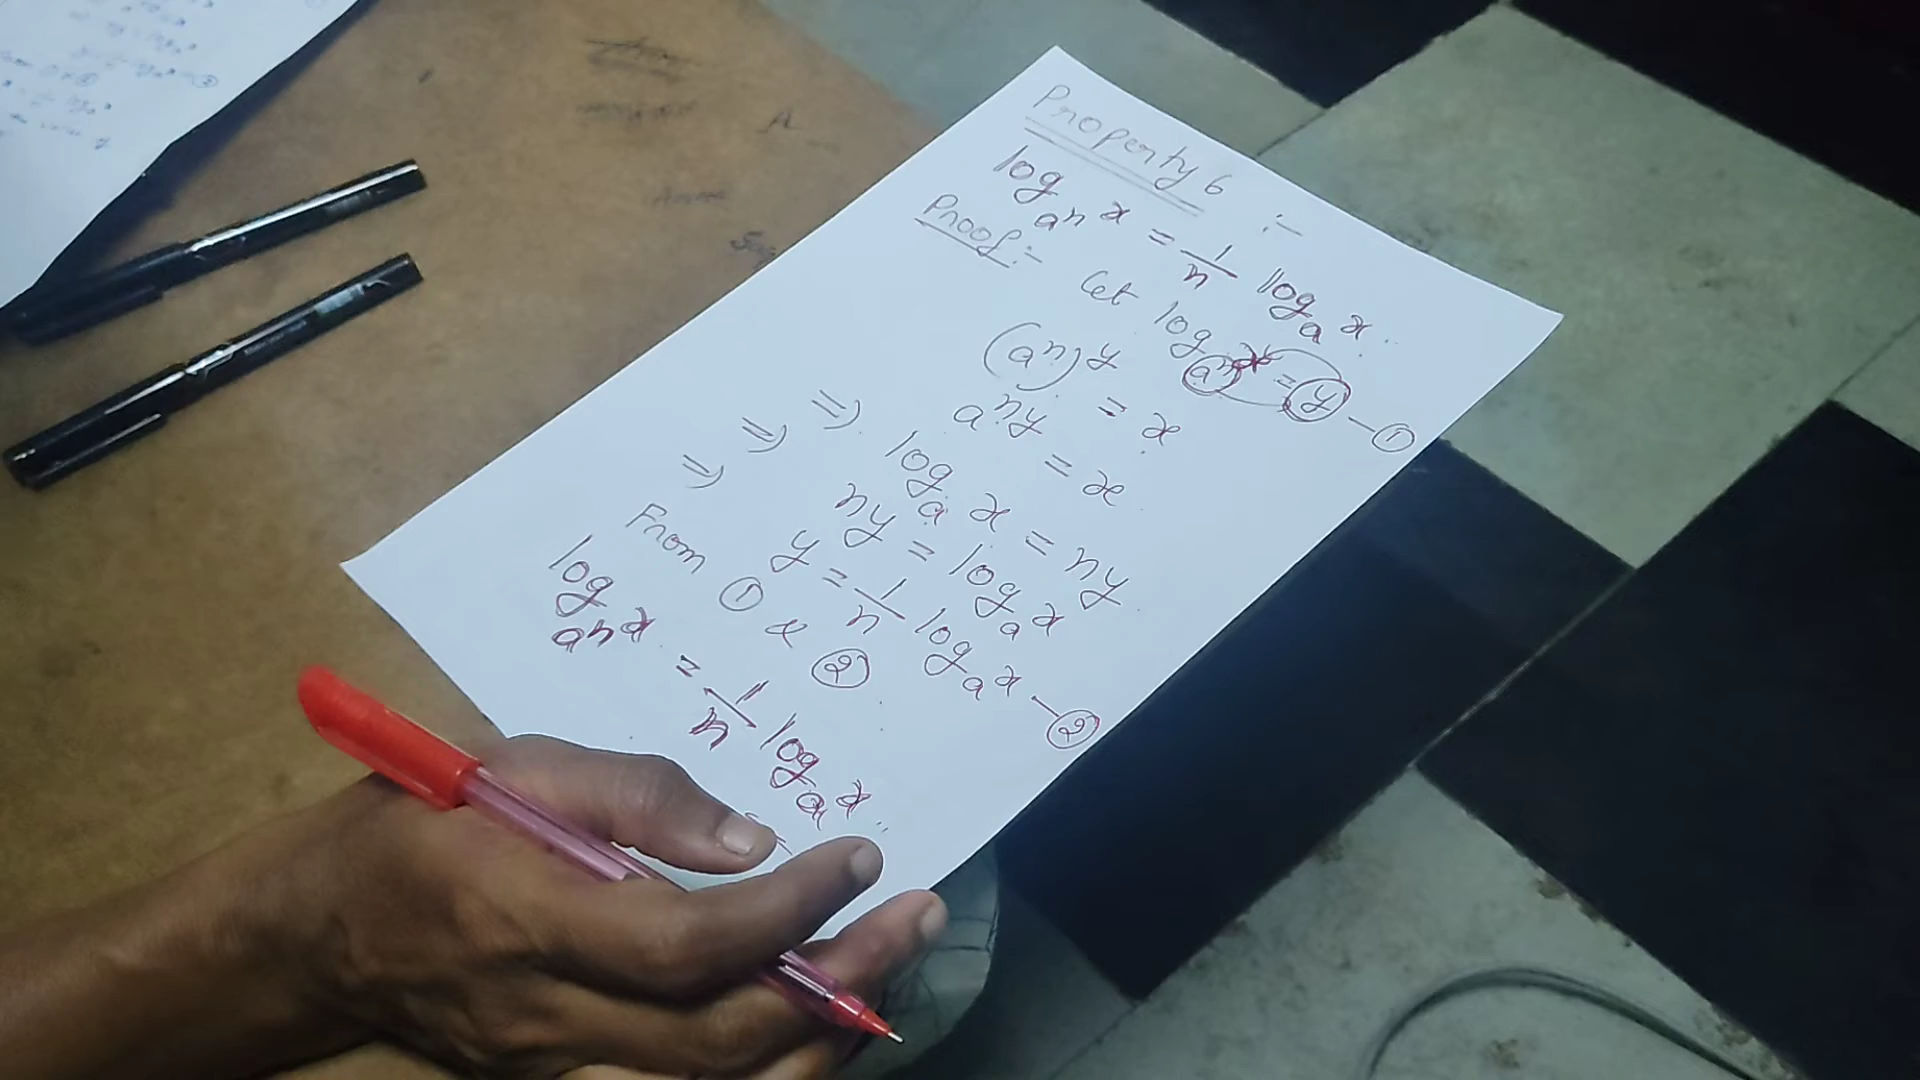 Property 6 :-
log_{a^n} x = 1/n log_a x.
Proof:- Let log_{a^n} x = y — ①
(a^n)^y = x
⇒ a^{ny} = x
⇒ log_a x = ny
⇒ ny = log_a x
y = 1/n log_a x — ②
From ① & ②.
log_{a^n} x = 1/n log_a x..